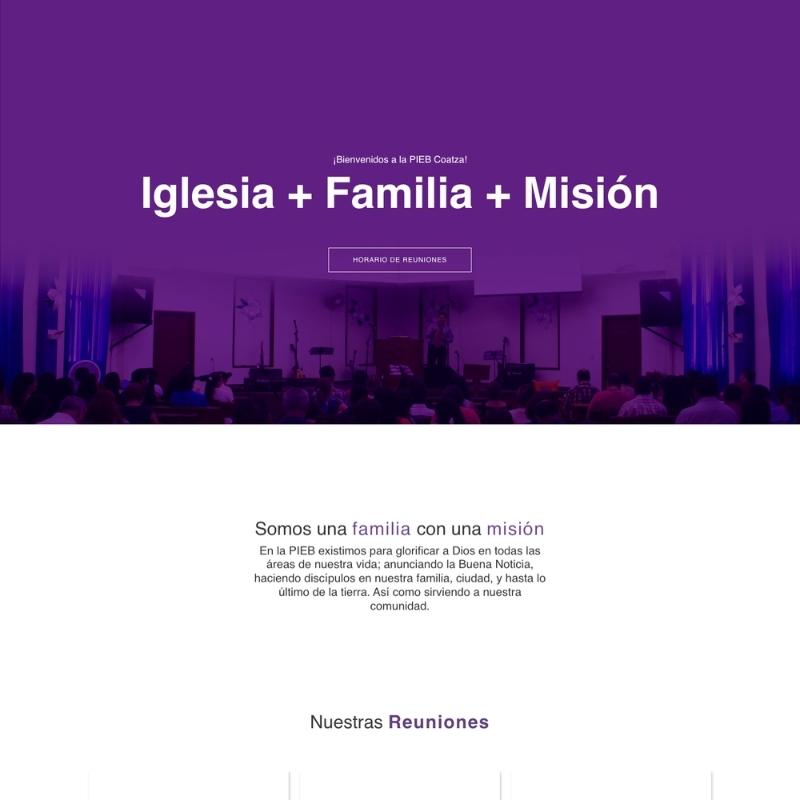 ¡Bienvenidos a la PIEB Coatza!
Iglesia + Familia + Misión
HORARIO DE REUNIONES
Somos una familia con una misión
En la PIEB existimos para glorificar a Dios en todas las
áreas de nuestra vida; anunciando la Buena Noticia,
haciendo discípulos en nuestra familia, ciudad, y hasta lo
último de la tierra. Así como sirviendo a nuestra
comunidad.
Nuestras Reuniones